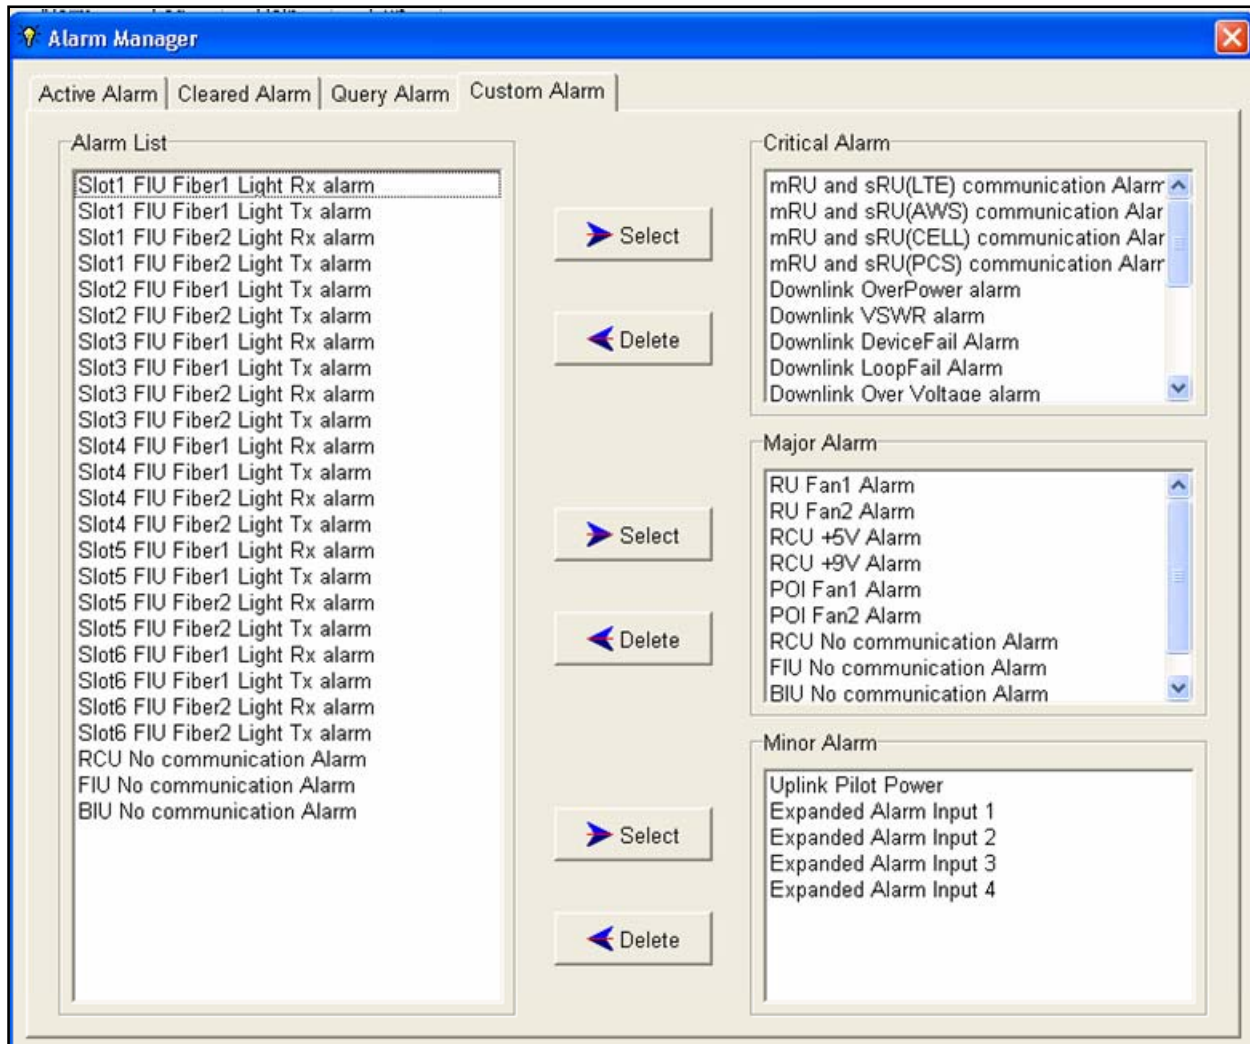 Alarm Manager
Active Alarm
Cleared Alarm
Query Alarm
Custom Alarm
Alarm List
Slot1 FIU Fiber1 Light Rx alarm
Slot1 FIU Fiber1 Light Tx alarm
Slot1 FIU Fiber2 Light Rx alarm
Slot1 FIU Fiber2 Light Tx alarm
Slot2 FIU Fiber1 Light Tx alarm
Slot2 FIU Fiber2 Light Tx alarm
Slot3 FIU Fiber1 Light Rx alarm
Slot3 FIU Fiber1 Light Tx alarm
Slot3 FIU Fiber2 Light Rx alarm
Slot3 FIU Fiber2 Light Tx alarm
Slot4 FIU Fiber1 Light Rx alarm
Slot4 FIU Fiber1 Light Tx alarm
Slot4 FIU Fiber2 Light Rx alarm
Slot4 FIU Fiber2 Light Tx alarm
Slot5 FIU Fiber1 Light Rx alarm
Slot5 FIU Fiber1 Light Tx alarm
Slot5 FIU Fiber2 Light Rx alarm
Slot5 FIU Fiber2 Light Tx alarm
Slot6 FIU Fiber1 Light Rx alarm
Slot6 FIU Fiber1 Light Tx alarm
Slot6 FIU Fiber2 Light Rx alarm
Slot6 FIU Fiber2 Light Tx alarm
RCU No communication Alarm
FIU No communication Alarm
BIU No communication Alarm
Select
Delete
Select
Delete
Select
Delete
Critical Alarm
mRU and sRU(LTE) communication Alarm
mRU and sRU(AWS) communication Alar
mRU and sRU(CELL) communication Alar
mRU and sRU(PCS) communication Alarr
Downlink OverPower alarm
Downlink VSWR alarm
Downlink DeviceFail Alarm
Downlink LoopFail Alarm
Downlink Over Voltage alarm
Major Alarm
RU Fan1 Alarm
RU Fan2 Alarm
RCU +5V Alarm
RCU +9V Alarm
POI Fan1 Alarm
POI Fan2 Alarm
RCU No communication Alarm
FIU No communication Alarm
BIU No communication Alarm
Minor Alarm
Uplink Pilot Power
Expanded Alarm Input 1
Expanded Alarm Input 2
Expanded Alarm Input 3
Expanded Alarm Input 4